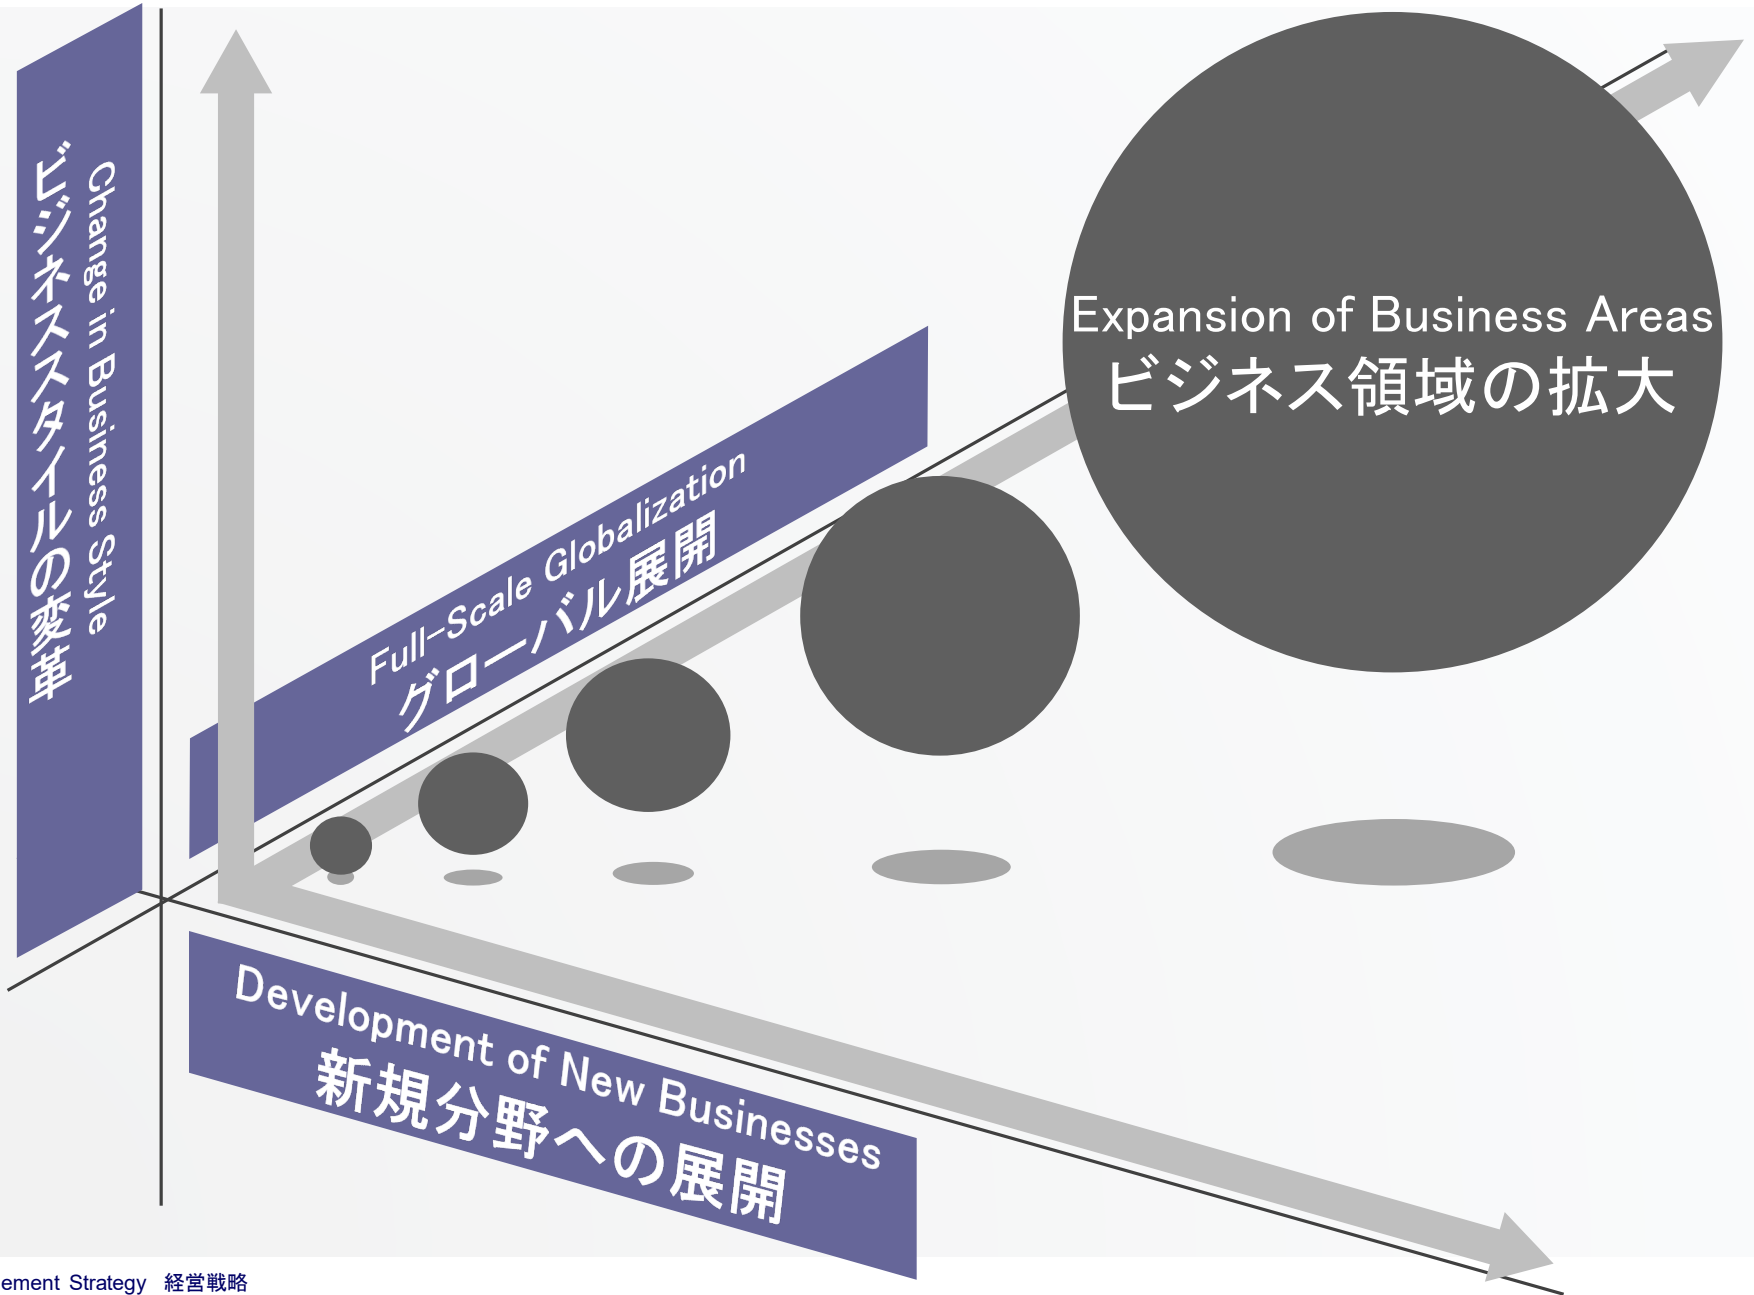 Change in Business Style
ビジネススタイルの変革
Full-Scale Globalization
グローバル展開
Expansion of Business Areas
ビジネス領域の拡大
Development of New Businesses
新規分野への展開
ement Strategy 経営戦略